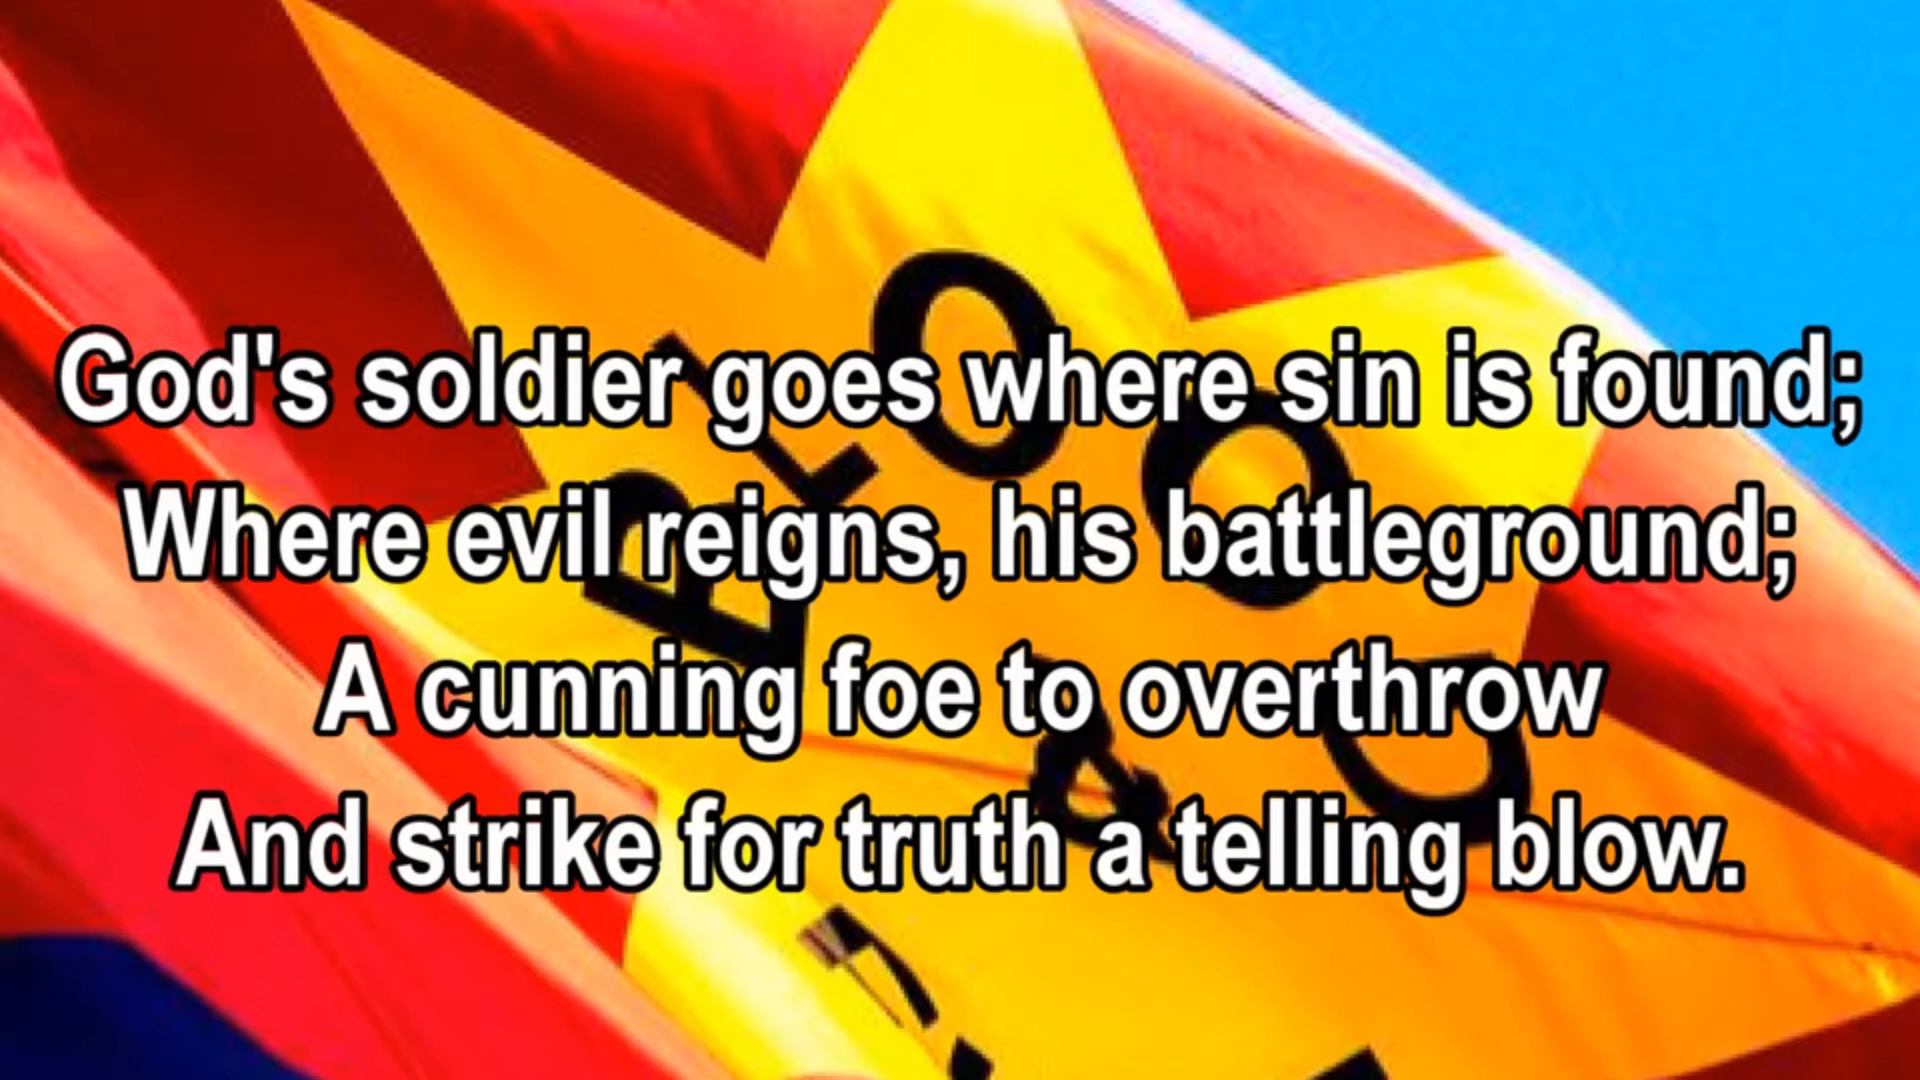 God's soldier goes where sin is found;
Where evil reigns, his battleground;
A cunning foe to overthrow
And strike for truth a telling blow.
BLOOD
&